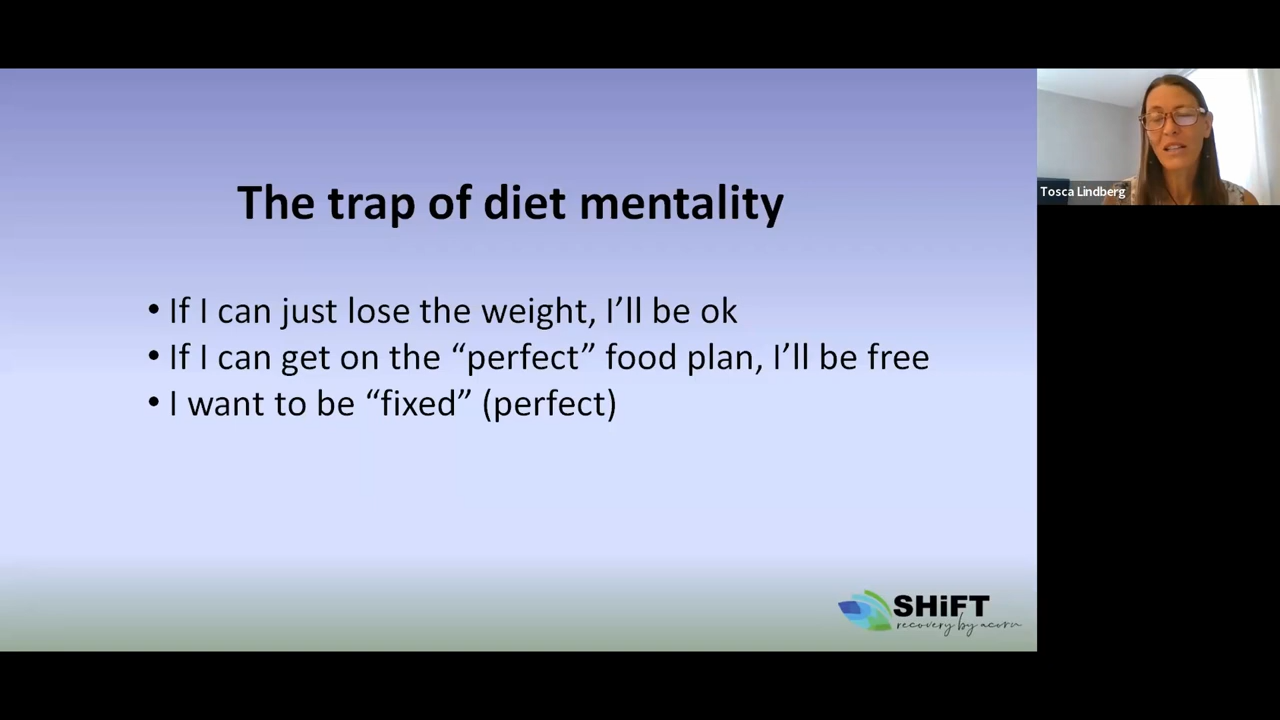 The trap of diet mentality
• If I can just lose the weight, I’ll be ok
• If I can get on the “perfect” food plan, I’ll be free
• I want to be “fixed” (perfect)
SHiFT
recovery by acorn
Tosca Lindberg